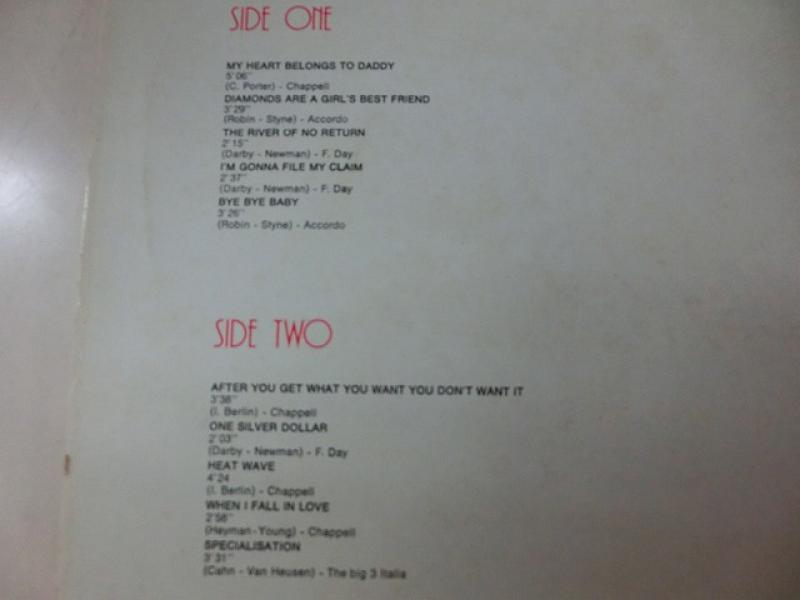 SIDE ONE
MY HEART BELONGS TO DADDY
5'06"
(C. Porter) - Chappell
DIAMONDS ARE A GIRL'S BEST FRIEND
3'29"
(Robin - Styne) - Accordo
THE RIVER OF NO RETURN
2'15"
(Darby - Newman) - F. Day
I'M GONNA FILE MY CLAIM
2'37"
(Darby - Newman) - F. Day
BYE BYE BABY
3'26"
(Robin - Styne) - Accordo
SIDE TWO
AFTER YOU GET WHAT YOU WANT YOU DON'T WANT IT
3'38"
(I. Berlin) - Chappell
ONE SILVER DOLLAR
2'03"
(Darby - Newman) - F. Day
HEAT WAVE
4'24
(I. Berlin) - Chappell
WHEN I FALL IN LOVE
2'58"
(Heyman-Young) - Chappell
SPECIALISATION
3'31"
(Cahn - Van Heusen) - The big 3 Italia